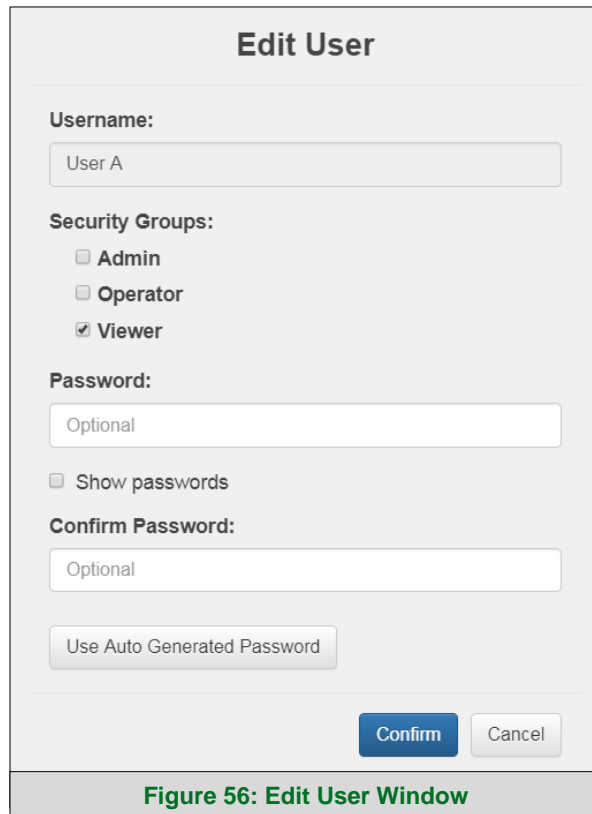 Edit User
Username:
User A
Security Groups:
Admin
Operator
Viewer
Password:
Optional
Show passwords
Confirm Password:
Optional
Use Auto Generated Password
Confirm Cancel
Figure 56: Edit User Window